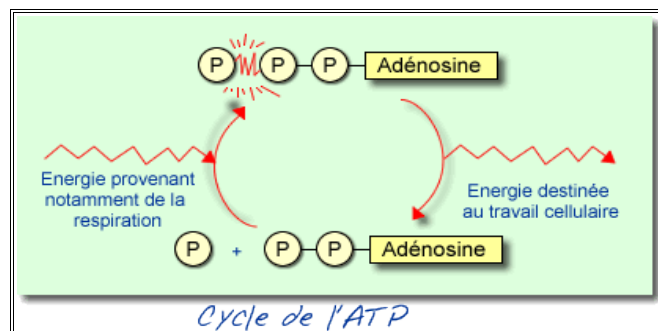 P P P Adénosine
Energie provenant
notamment de la
respiration
Energie destinée
au travail cellulaire
P + P P Adénosine
Cycle de l'ATP